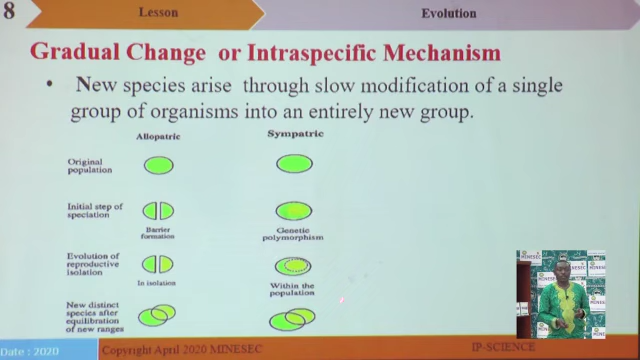 8
Lesson
Evolution
Gradual Change or Intraspecific Mechanism
• New species arise through slow modification of a single
group of organisms into an entirely new group.
Allopatric
Sympatric
Original
population
Initial step of
speciation
Barrier
formation
Genetic
polymorphism
Evolution of
reproductive
isolation
In isolation
Within the
population
New distinct
species after
equilibration
of new ranges
MINESEC
Date : 2020
Copyright April 2020 MINESEC
IP-SCIENCE